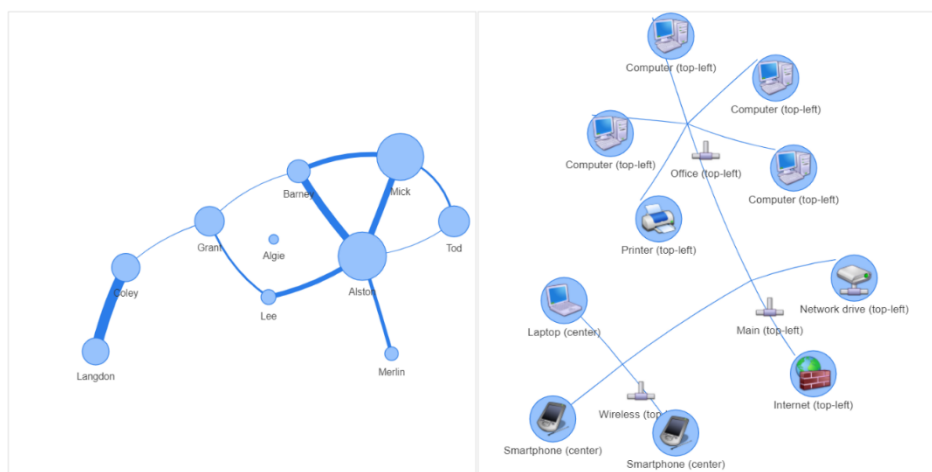 Barney
Mick
Grant
Algie
Tod
Coley
Alston
Lee
Langdon
Merlin
Computer (top-left)
Computer (top-left)
Computer (top-left)
Office (top-left)
Computer (top-left)
Printer (top-left)
Network drive (top-left)
Laptop (center)
Main (top-left)
Internet (top-left)
Wireless (top-l
Smartphone (center)
Smartphone (center)